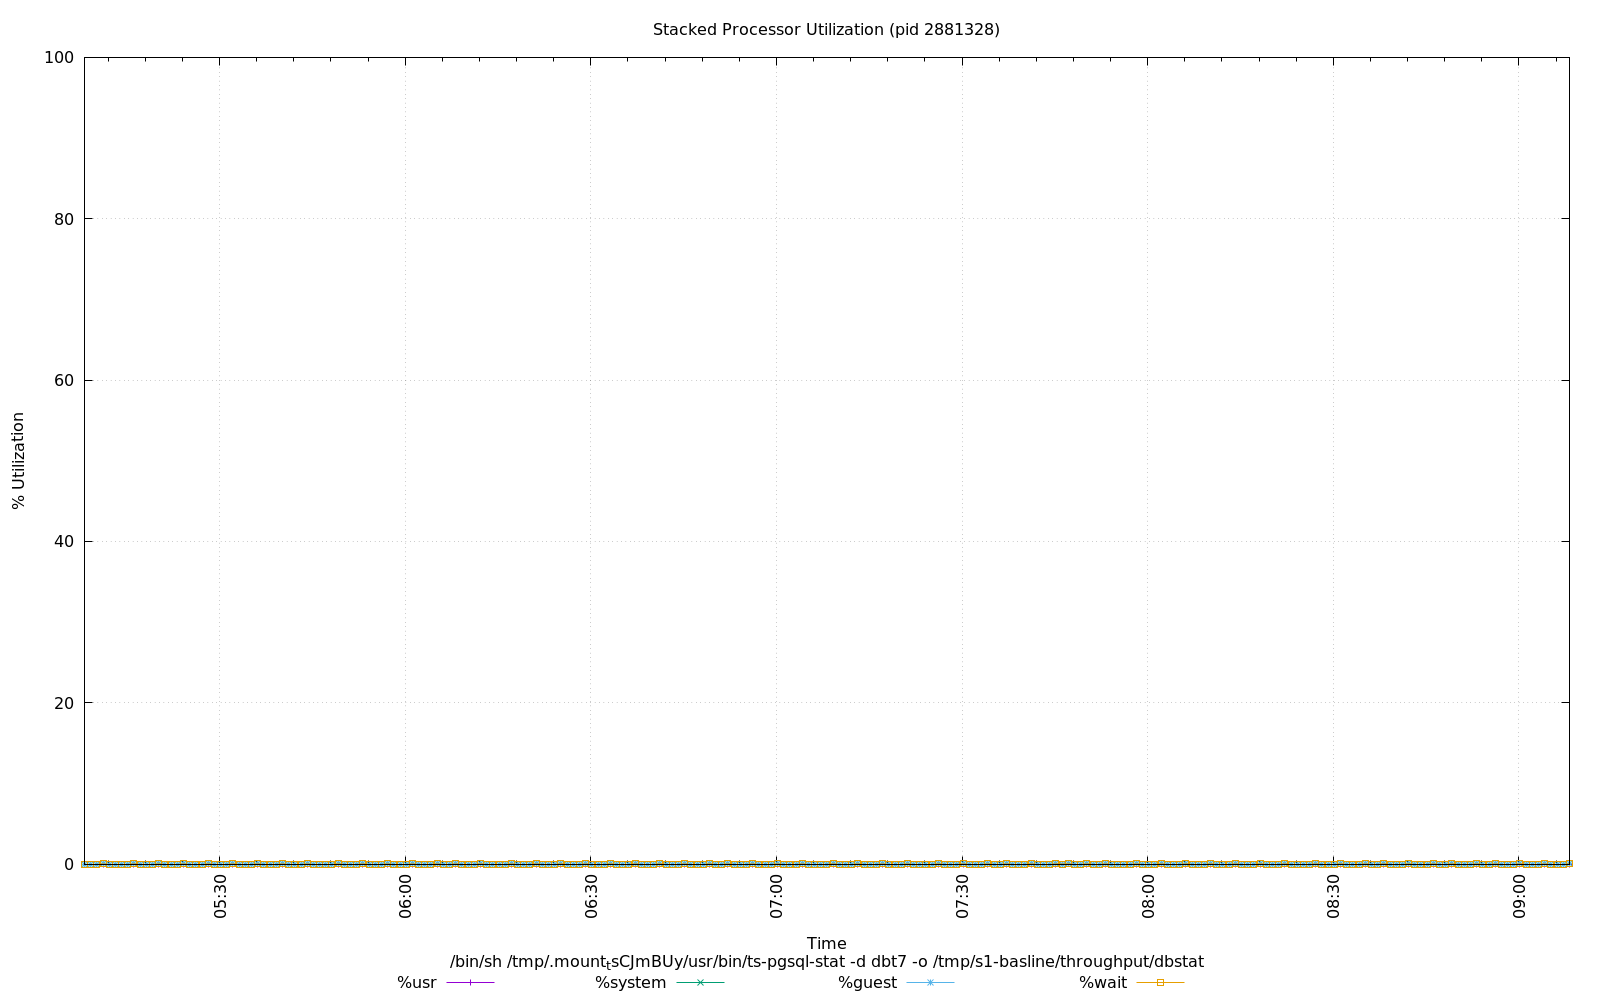 Stacked Processor Utilization (pid 2881328)
100
80
60
40
20
0
% Utilization
05:30
06:00
06:30
07:00
07:30
08:00
08:30
09:00
Time
/bin/sh /tmp/.mounttsCJmBUy/usr/bin/ts-pgsql-stat -d dbt7 -o /tmp/s1-basline/throughput/dbstat
%usr %system %guest %wait